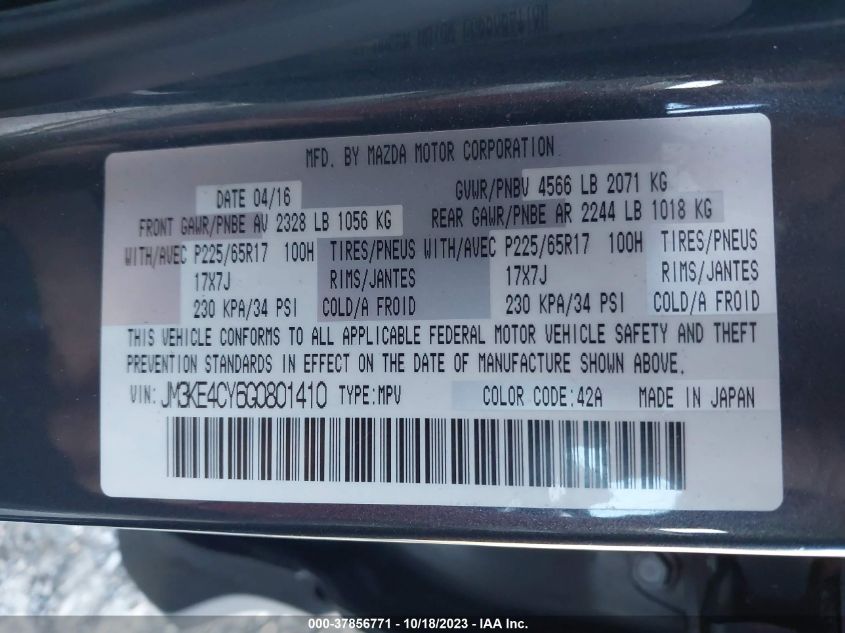 MFD. BY MAZDA MOTOR CORPORATION
DATE 04/16 GVWR/PNBV 4566 LB 2071 KG
FRONT GAWR/PNBE AV 2328 LB 1056 KG REAR GAWR/PNBE AR 2244 LB 1018 KG
WITH/AVEC P225/65R17 100H TIRES/PNEUS WITH/AVEC P225/65R17 100H TIRES/PNEUS
17X7J RIMS/JANTES 17X7J RIMS/JANTES
230 KPA/34 PSI COLD/A FROID 230 KPA/34 PSI COLD/A FROID
THIS VEHICLE CONFORMS TO ALL APPLICABLE FEDERAL MOTOR VEHICLE SAFETY AND THEFT
PREVENTION STANDARDS IN EFFECT ON THE DATE OF MANUFACTURE SHOWN ABOVE.
VIN: JM3KE4CY6G0801410 TYPE:MPV COLOR CODE:42A MADE IN JAPAN
000-37856771 - 10/18/2023 - © IAA, Inc.